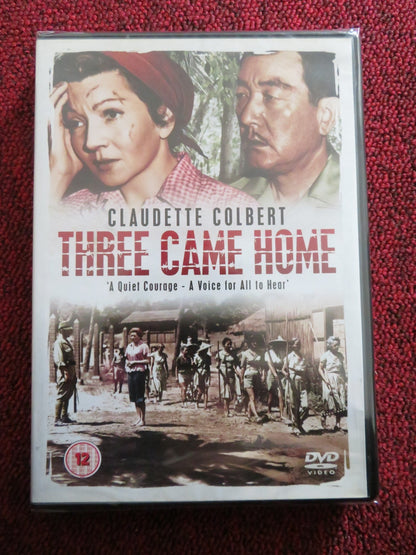 CLAUDETTE COLBERT
THREE CAME HOME
'A Quiet Courage - A Voice for All to Hear'
12
DVD
VIDEO